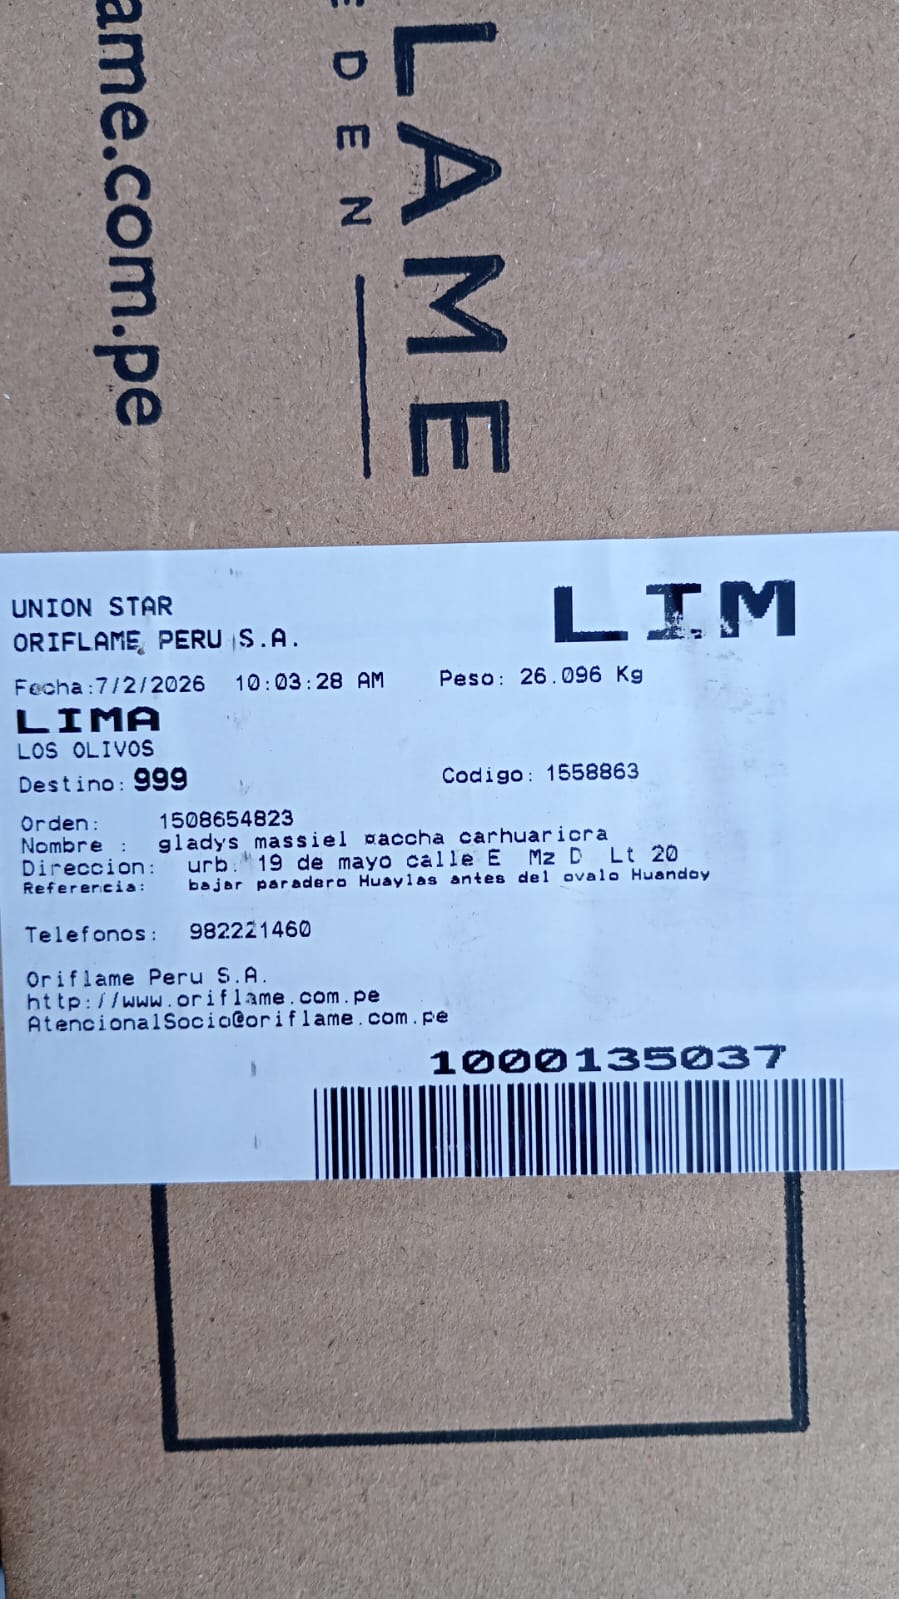 ame.com.pe
EDEN
LAME
UNION STAR
LIM
ORIFLAME PERU S.A.
Fecha:7/2/2026 10:03:28 AM Peso: 26.096 Kg
LIMA
LOS OLIVOS
Destino: 999 Codigo: 1558863
Orden: 1508654823
Nombre : gladys massiel carhuaricra
Direccion: urb. 19 de mayo calle E Mz D Lt 20
Referencia: bajar paradero Huaylas antes del ovalo Huandoy
Telefonos: 982221460
Oriflame Peru S.A.
http://www.oriflame.com.pe
AtencionalSocio@oriflame.com.pe
1000135037